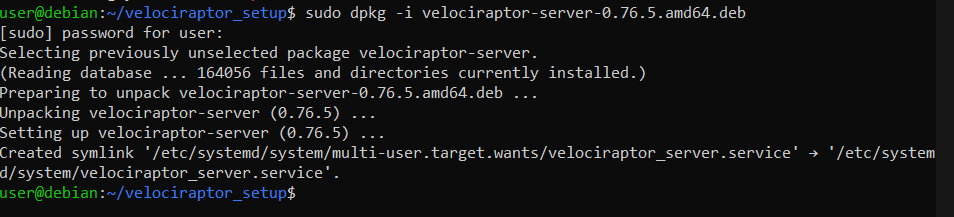 user@debian:~/velociraptor_setup$ sudo dpkg -i velociraptor-server-0.76.5.amd64.deb
[sudo] password for user:
Selecting previously unselected package velociraptor-server.
(Reading database ... 164056 files and directories currently installed.)
Preparing to unpack velociraptor-server-0.76.5.amd64.deb ...
Unpacking velociraptor-server (0.76.5) ...
Setting up velociraptor-server (0.76.5) ...
Created symlink '/etc/systemd/system/multi-user.target.wants/velociraptor_server.service' → '/etc/system
d/system/velociraptor_server.service'.
user@debian:~/velociraptor_setup$